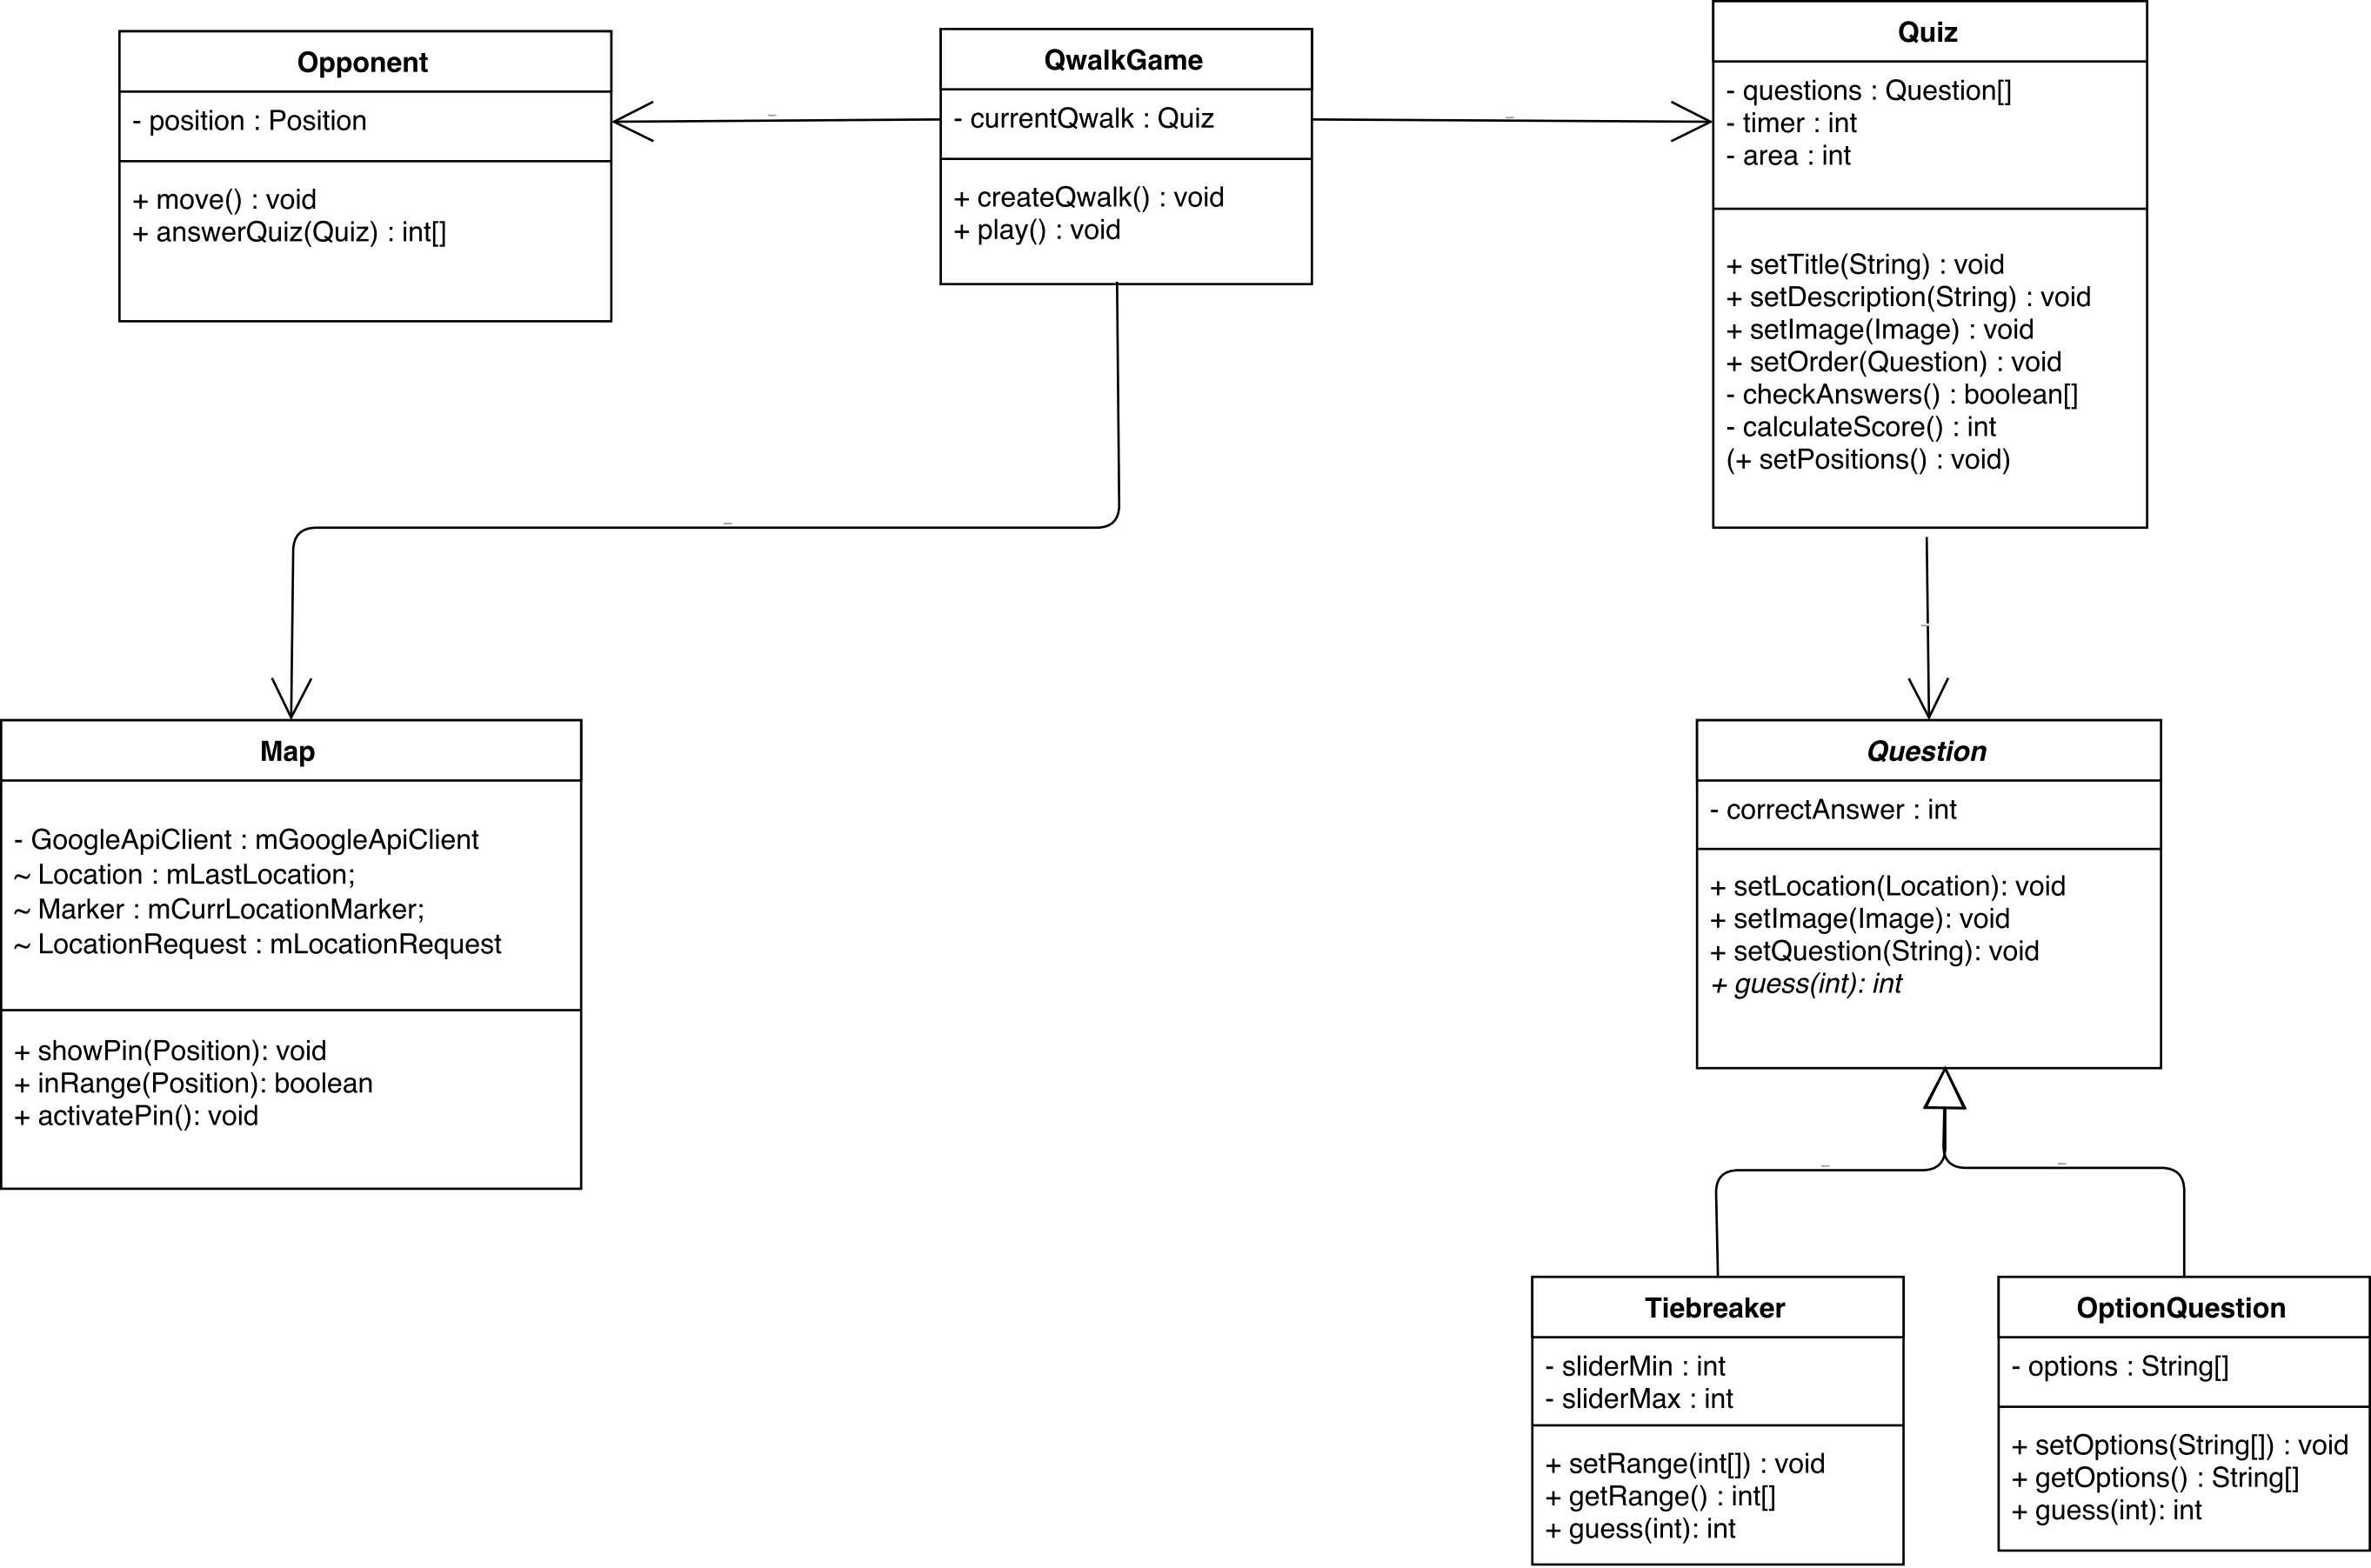 Opponent
- position : Position
+ move() : void
+ answerQuiz(Quiz) : int[]
QwalkGame
- currentQwalk : Quiz
+ createQwalk() : void
+ play() : void
Quiz
- questions : Question[]
- timer : int
- area : int
+ setTitle(String) : void
+ setDescription(String) : void
+ setImage(Image) : void
+ setOrder(Question) : void
- checkAnswers() : boolean[]
- calculateScore() : int
(+ setPositions() : void)
Map
- GoogleApiClient : mGoogleApiClient
~ Location : mLastLocation;
~ Marker : mCurrLocationMarker;
~ LocationRequest : mLocationRequest
+ showPin(Position): void
+ inRange(Position): boolean
+ activatePin(): void
Question
- correctAnswer : int
+ setLocation(Location): void
+ setImage(Image): void
+ setQuestion(String): void
+ guess(int): int
Tiebreaker
- sliderMin : int
- sliderMax : int
+ setRange(int[]) : void
+ getRange() : int[]
+ guess(int): int
OptionQuestion
- options : String[]
+ setOptions(String[]) : void
+ getOptions() : String[]
+ guess(int): int